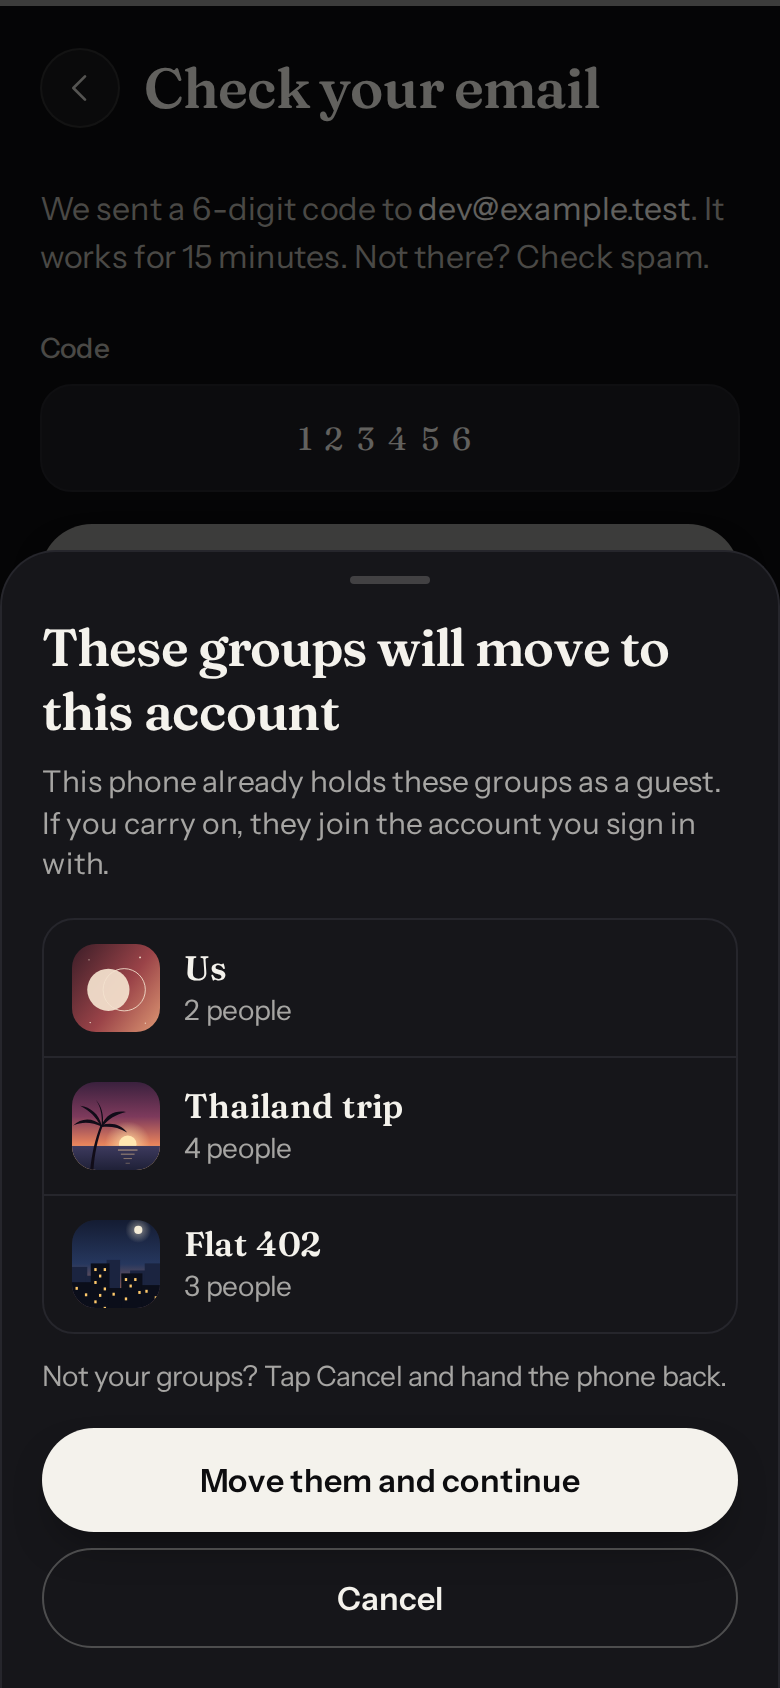 Check your email
We sent a 6-digit code to dev@example.test. It
works for 15 minutes. Not there? Check spam.
Code
1 2 3 4 5 6
These groups will move to
this account
This phone already holds these groups as a guest.
If you carry on, they join the account you sign in
with.
Us
2 people
Thailand trip
4 people
Flat 402
3 people
Not your groups? Tap Cancel and hand the phone back.
Move them and continue
Cancel